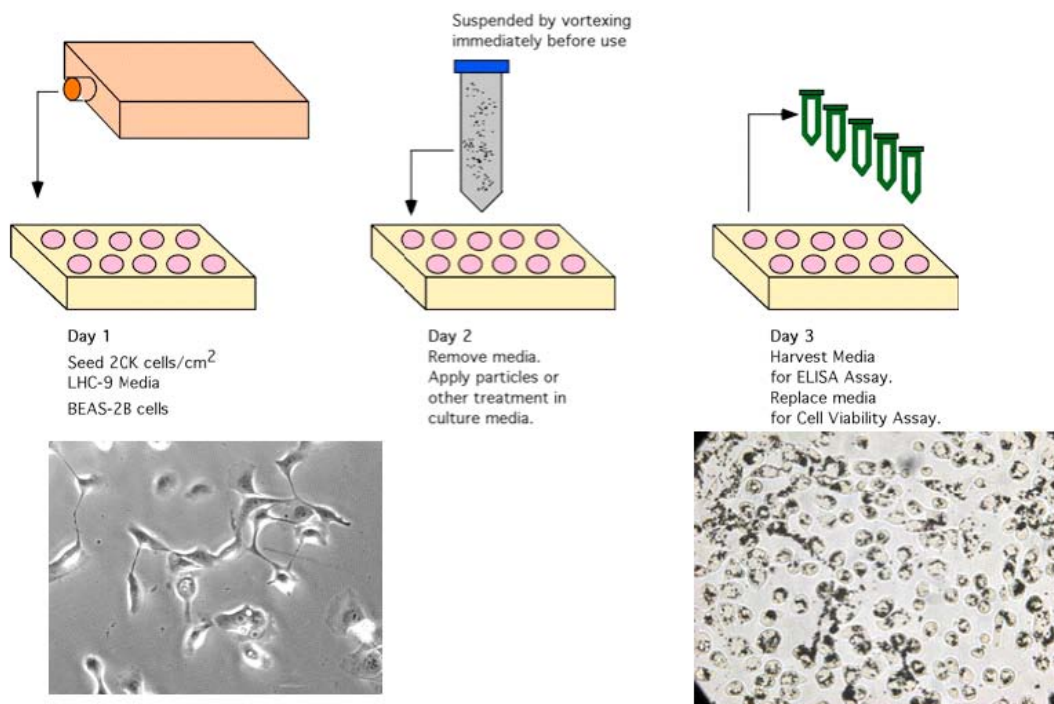 Suspended by vortexing
immediately before use
Day 1
Seed 20K cells/cm2
LHC-9 Media
BEAS-2B cells
Day 2
Remove media.
Apply particles or
other treatment in
culture media.
Day 3
Harvest Media
for ELISA Assay.
Replace media
for Cell Viability Assay.